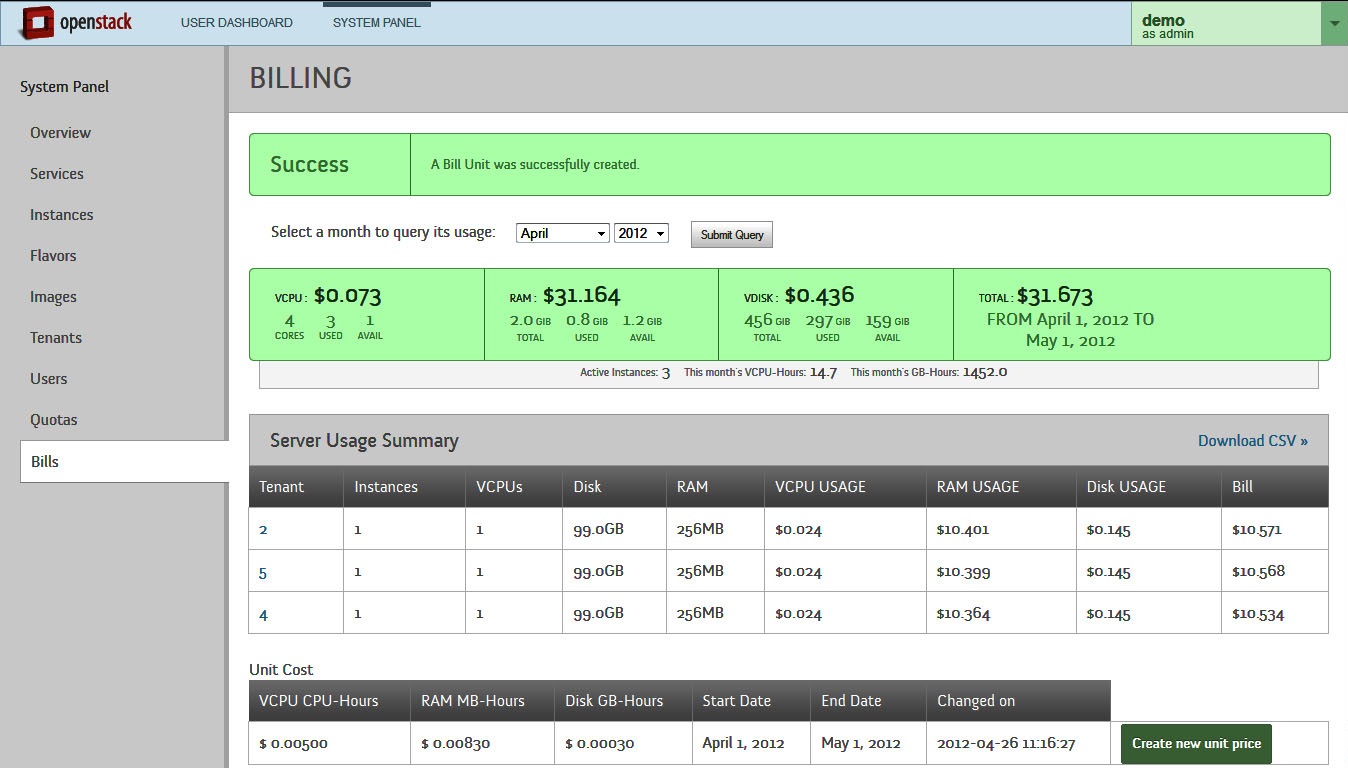 openstack USER DASHBOARD SYSTEM PANEL demo
as admin
System Panel
Overview
Services
Instances
Flavors
Images
Tenants
Users
Quotas
Bills
BILLING
Success A Bill Unit was successfully created.
Select a month to query its usage: April 2012 Submit Query
VCPU : $0.073 RAM : $31.164 VDISK : $0.436 TOTAL : $31.673
4 3 1 2.0 GIB 0.8 GIB 1.2 GIB 456 GIB 297 GIB 159 GIB FROM April 1, 2012 TO
CORES USED AVAIL TOTAL USED AVAIL TOTAL USED AVAIL May 1, 2012
Active Instances: 3 This month's VCPU-Hours: 14.7 This month's GB-Hours: 1452.0
Server Usage Summary Download CSV »
Tenant Instances VCPUs Disk RAM VCPU USAGE RAM USAGE Disk USAGE Bill
2 1 1 99.0GB 256MB $0.024 $10.401 $0.145 $10.571
5 1 1 99.0GB 256MB $0.024 $10.399 $0.145 $10.568
4 1 1 99.0GB 256MB $0.024 $10.364 $0.145 $10.534
Unit Cost
VCPU CPU-Hours RAM MB-Hours Disk GB-Hours Start Date End Date Changed on
$ 0.00500 $ 0.00830 $ 0.00030 April 1, 2012 May 1, 2012 2012-04-26 11:16:27 Create new unit price